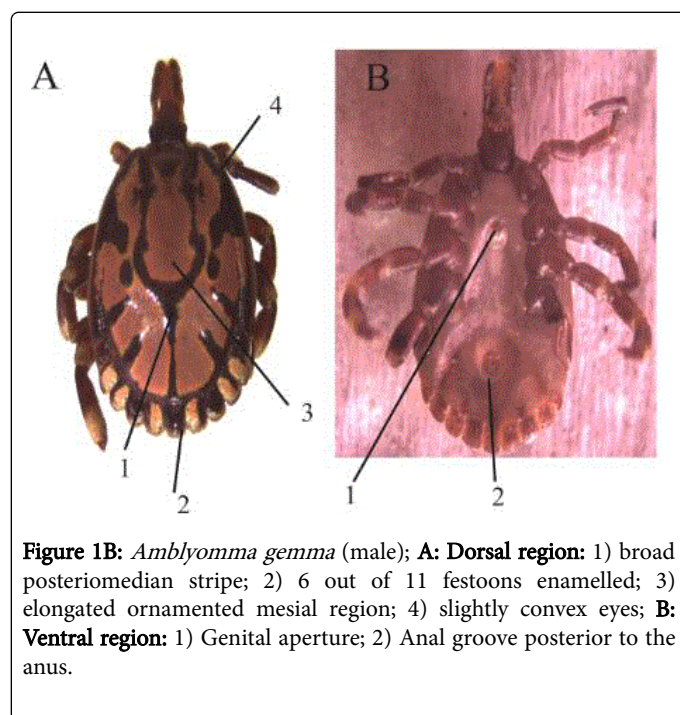 A
B
4
3
1
2
1
2
Figure 1B: Amblyomma gemma (male); A: Dorsal region: 1) broad
posteriomedian stripe; 2) 6 out of 11 festoons enamelled; 3)
elongated ornamented mesial region; 4) slightly convex eyes; B:
Ventral region: 1) Genital aperture; 2) Anal groove posterior to the
anus.